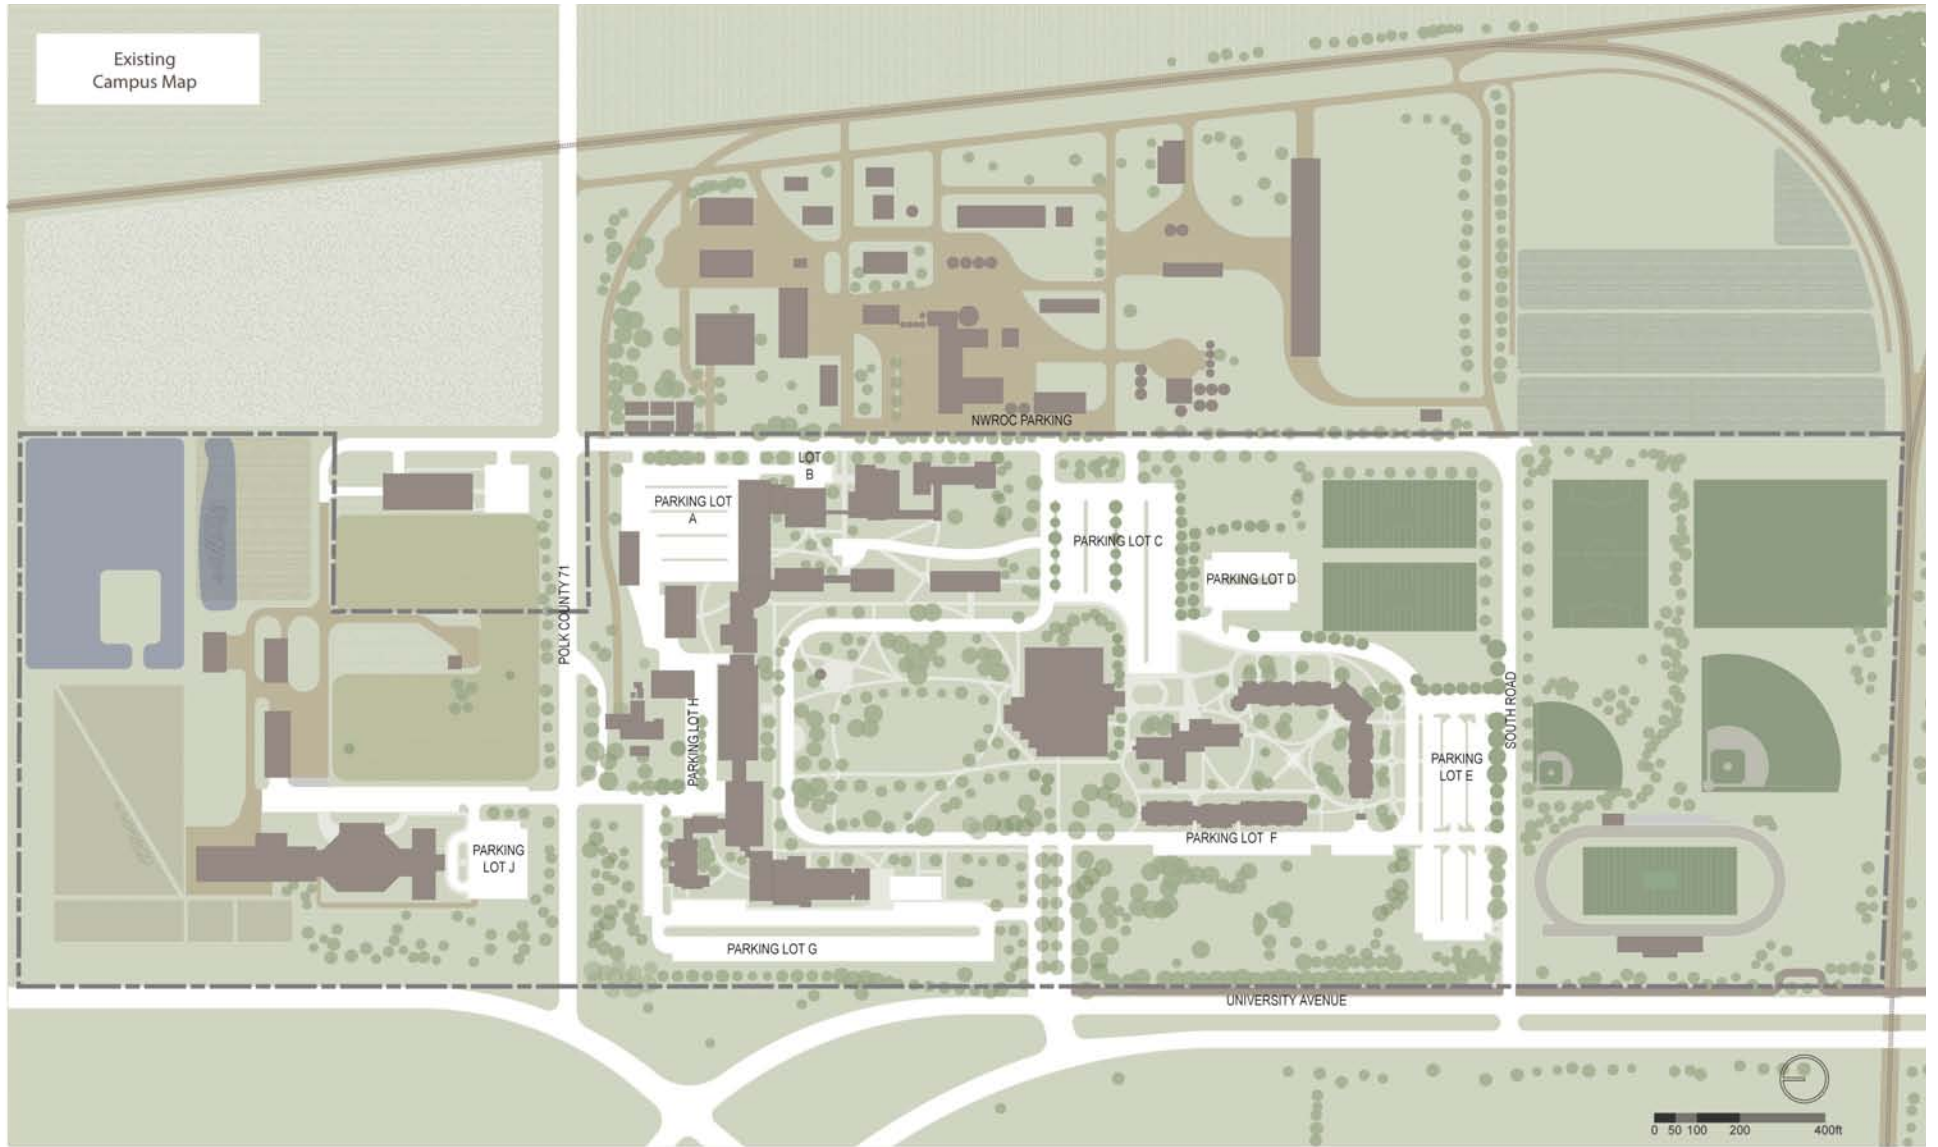 Existing
Campus Map
NWROC PARKING
LOT
B
PARKING LOT
A
PARKING LOT C
PARKING LOT D
POLK COUNTY 71
PARKING LOT H
SOUTH ROAD
PARKING
LOT E
PARKING LOT F
PARKING
LOT J
PARKING LOT G
UNIVERSITY AVENUE
0 50 100 200 400ft